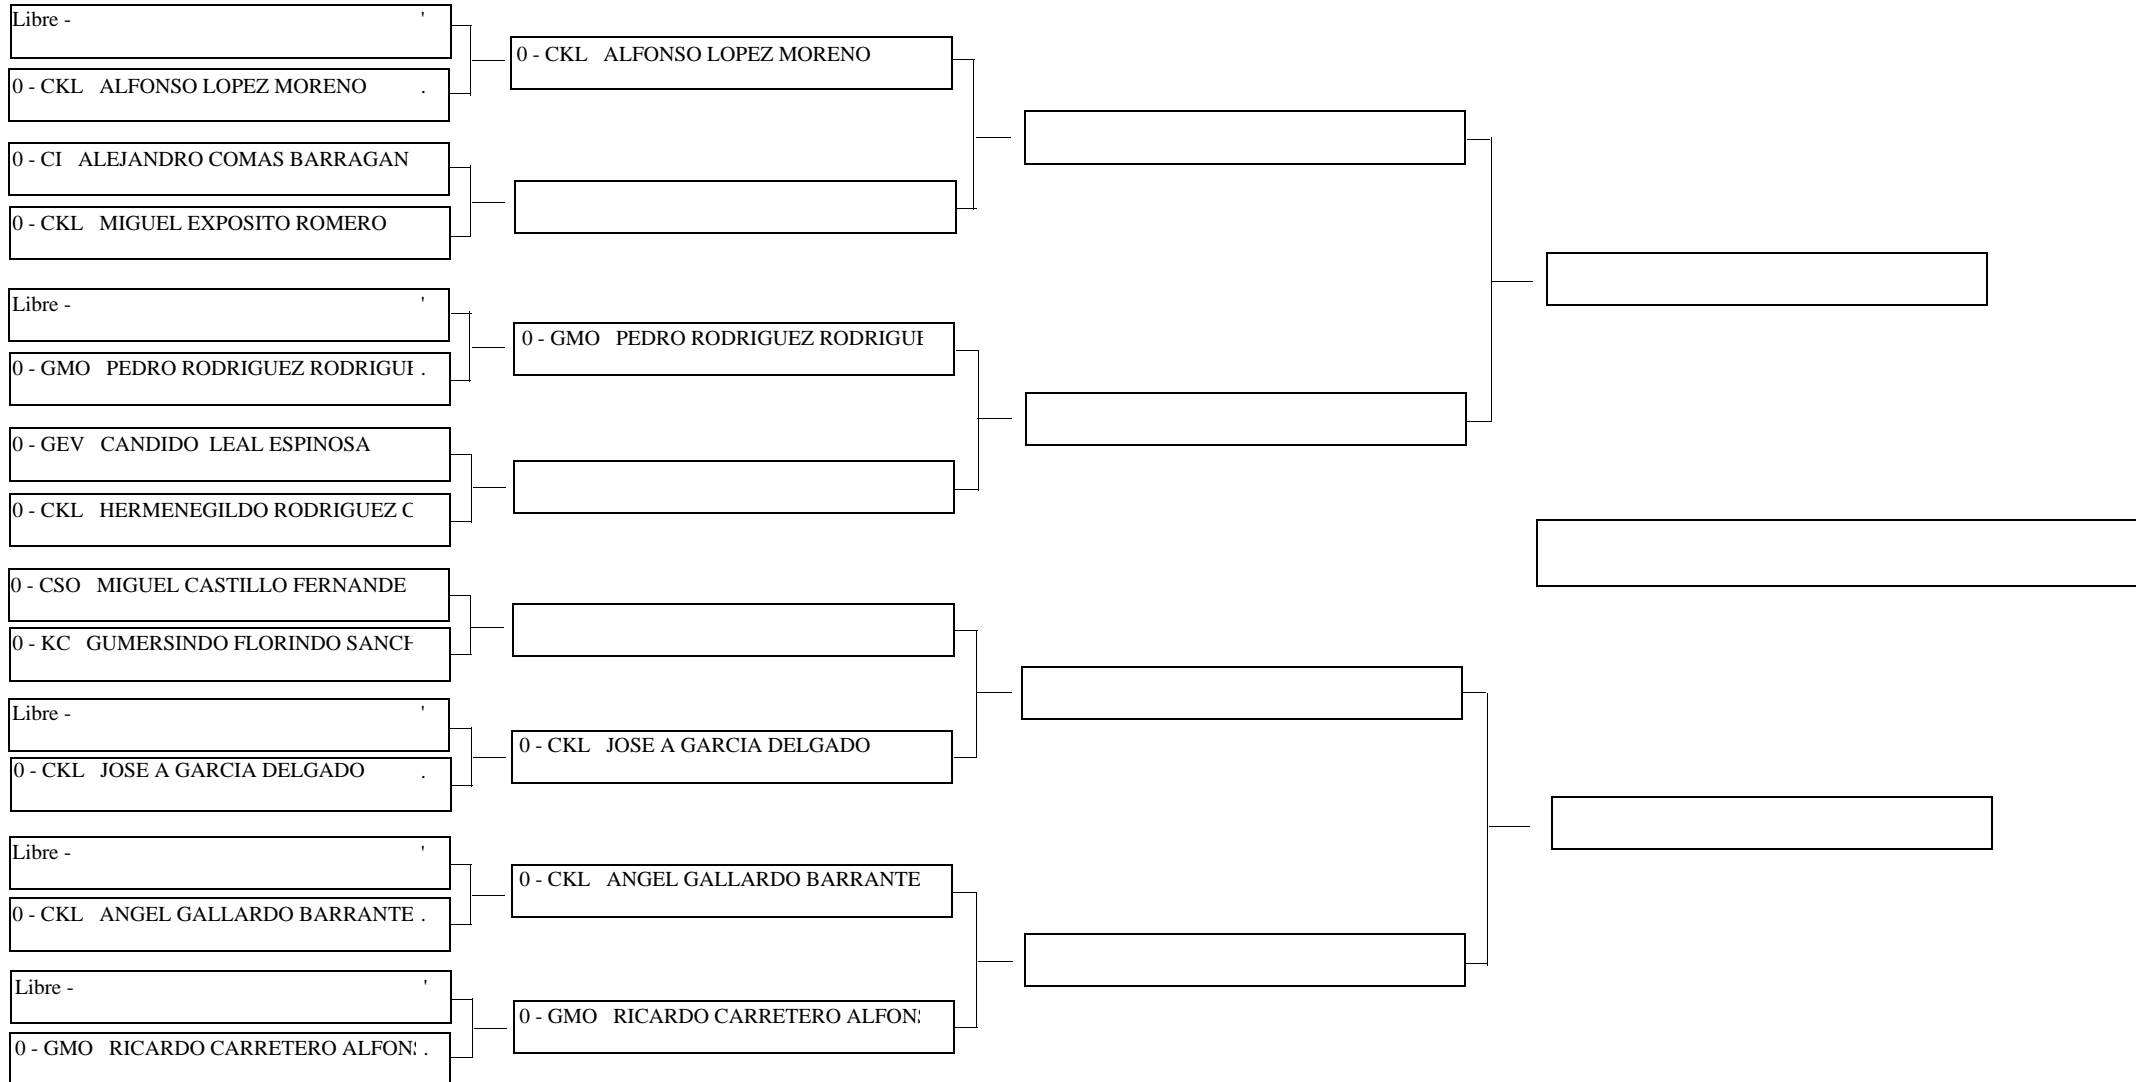 Libre - '
0 - CKL ALFONSO LOPEZ MORENO .
0 - CI ALEJANDRO COMAS BARRAGAN
0 - CKL MIGUEL EXPOSITO ROMERO
Libre - '
0 - GMO PEDRO RODRIGUEZ RODRIGUE .
0 - GEV CANDIDO LEAL ESPINOSA
0 - CKL HERMENEGILDO RODRIGUEZ C
0 - CSO MIGUEL CASTILLO FERNANDE
0 - KC GUMERSINDO FLORINDO SANCH
Libre - '
0 - CKL JOSE A GARCIA DELGADO .
Libre - '
0 - CKL ANGEL GALLARDO BARRANTE .
Libre - '
0 - GMO RICARDO CARRETERO ALFONS .
0 - CKL ALFONSO LOPEZ MORENO
0 - GMO PEDRO RODRIGUEZ RODRIGUE
0 - CKL JOSE A GARCIA DELGADO
0 - CKL ANGEL GALLARDO BARRANTE
0 - GMO RICARDO CARRETERO ALFONS